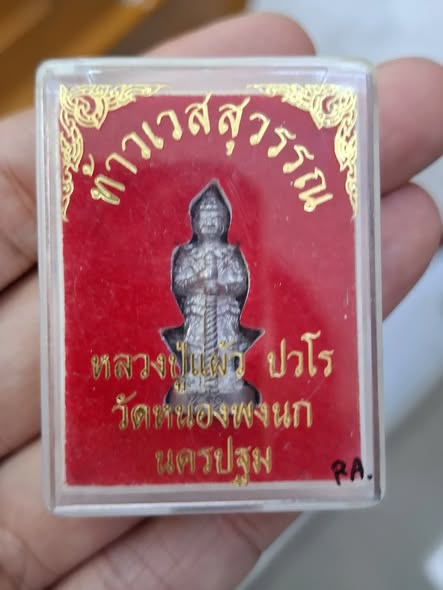 ท้าวเวสสุวรรณ
หลวงปู่แผ้ว ปวโร
วัดหนองพงนก
นครปฐม
PA.